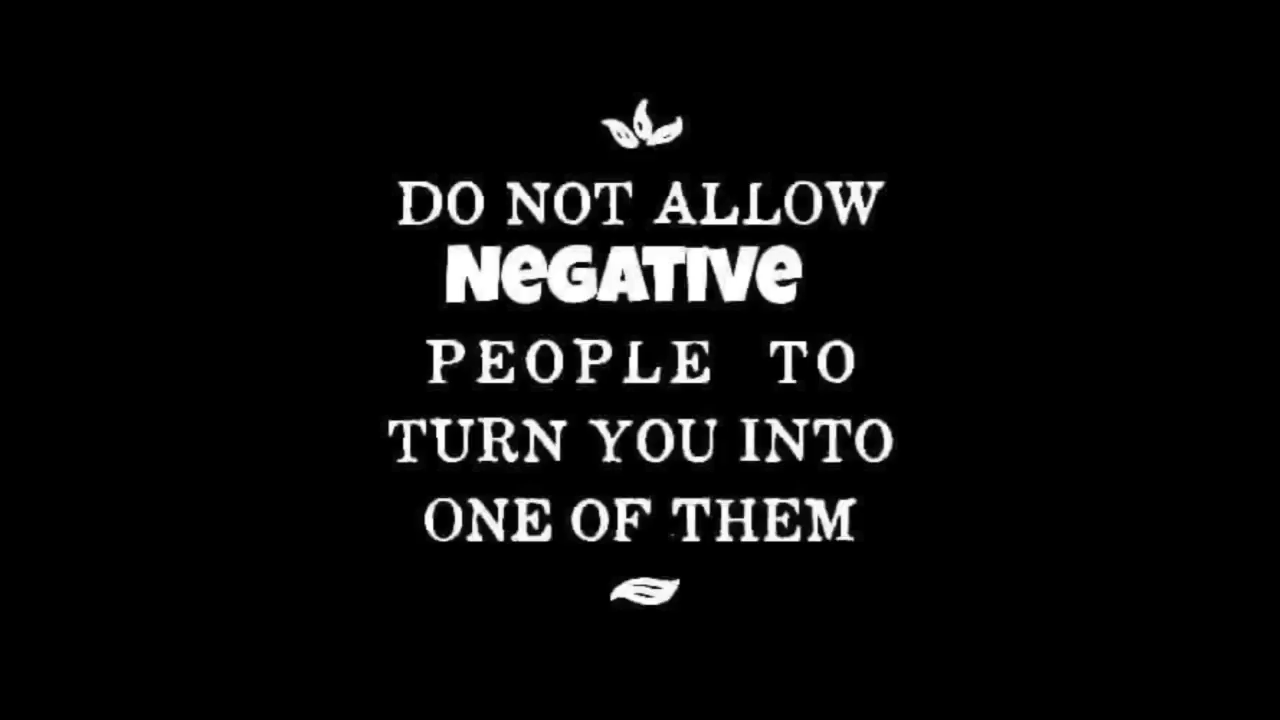 DO NOT ALLOW
NeGATIVe
PEOPLE TO
TURN YOU INTO
ONE OF THEM